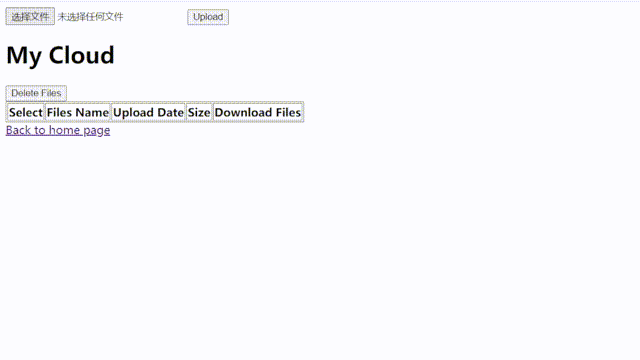 选择文件 未选择任何文件 Upload
My Cloud
Delete Files
Select Files Name Upload Date Size Download Files
Back to home page